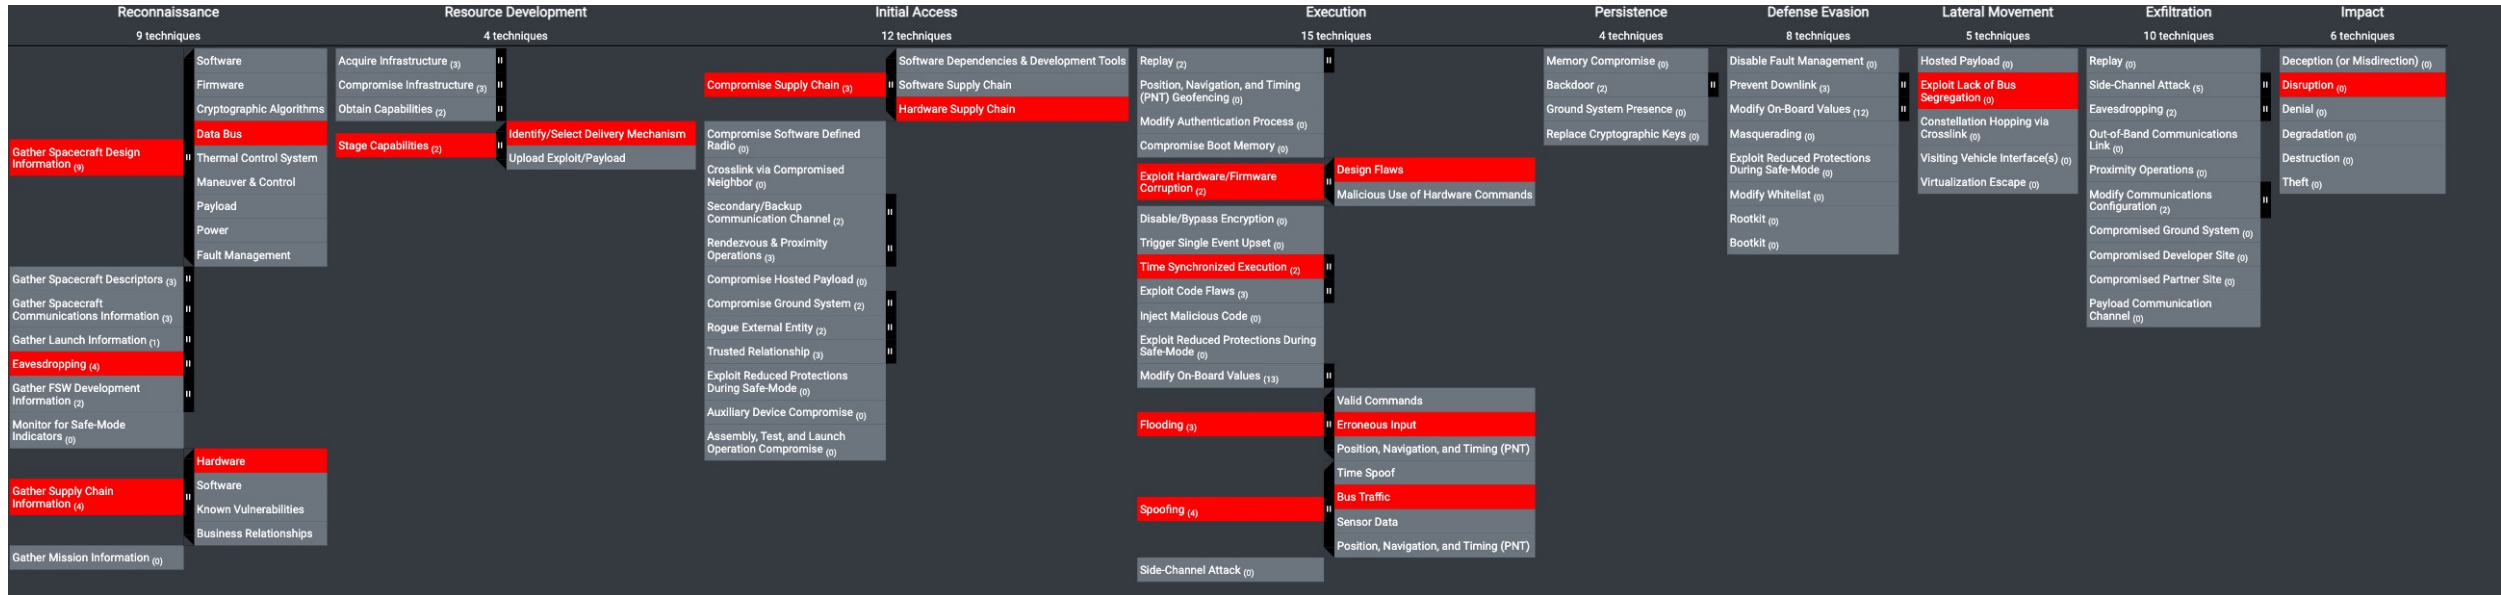 Reconnaissance
9 techniques
Gather Spacecraft Design
Information (9)
Software
Firmware
Cryptographic Algorithms
Data Bus
Thermal Control System
Maneuver & Control
Payload
Power
Fault Management
Gather Spacecraft Descriptors (3)
Gather Spacecraft
Communications Information (3)
Gather Launch Information (1)
Eavesdropping (4)
Gather FSW Development
Information (2)
Monitor for Safe-Mode
Indicators (0)
Gather Supply Chain
Information (4)
Hardware
Software
Known Vulnerabilities
Business Relationships
Gather Mission Information (0)
Resource Development
4 techniques
Acquire Infrastructure (3)
Compromise Infrastructure (3)
Obtain Capabilities (2)
Stage Capabilities (2)
Identify/Select Delivery Mechanism
Upload Exploit/Payload
Initial Access
12 techniques
Compromise Supply Chain (3)
Software Dependencies & Development Tools
Software Supply Chain
Hardware Supply Chain
Compromise Software Defined
Radio (0)
Crosslink via Compromised
Neighbor (0)
Secondary/Backup
Communication Channel (2)
Rendezvous & Proximity
Operations (3)
Compromise Hosted Payload (0)
Compromise Ground System (2)
Rogue External Entity (2)
Trusted Relationship (3)
Exploit Reduced Protections
During Safe-Mode (0)
Auxiliary Device Compromise (0)
Assembly, Test, and Launch
Operation Compromise (0)
Execution
15 techniques
Replay (2)
Position, Navigation, and Timing
(PNT) Geofencing (0)
Modify Authentication Process (0)
Compromise Boot Memory (0)
Exploit Hardware/Firmware
Corruption (2)
Design Flaws
Malicious Use of Hardware Commands
Disable/Bypass Encryption (0)
Trigger Single Event Upset (0)
Time Synchronized Execution (2)
Exploit Code Flaws (3)
Inject Malicious Code (0)
Exploit Reduced Protections During
Safe-Mode (0)
Modify On-Board Values (13)
Flooding (3)
Valid Commands
Erroneous Input
Position, Navigation, and Timing (PNT)
Spoofing (4)
Time Spoof
Bus Traffic
Sensor Data
Position, Navigation, and Timing (PNT)
Side-Channel Attack (0)
Persistence
4 techniques
Memory Compromise (0)
Backdoor (2)
Ground System Presence (0)
Replace Cryptographic Keys (0)
Defense Evasion
8 techniques
Disable Fault Management (0)
Prevent Downlink (3)
Modify On-Board Values (12)
Masquerading (0)
Exploit Reduced Protections
During Safe-Mode (0)
Modify Whitelist (0)
Rootkit (0)
Bootkit (0)
Lateral Movement
5 techniques
Hosted Payload (0)
Exploit Lack of Bus
Segregation (0)
Constellation Hopping via
Crosslink (0)
Visiting Vehicle Interface(s) (0)
Virtualization Escape (0)
Exfiltration
10 techniques
Replay (0)
Side-Channel Attack (5)
Eavesdropping (2)
Out-of-Band Communications
Link (0)
Proximity Operations (0)
Modify Communications
Configuration (2)
Compromised Ground System (0)
Compromised Developer Site (0)
Compromised Partner Site (0)
Payload Communication
Channel (0)
Impact
6 techniques
Deception (or Misdirection) (0)
Disruption (0)
Denial (0)
Degradation (0)
Destruction (0)
Theft (0)